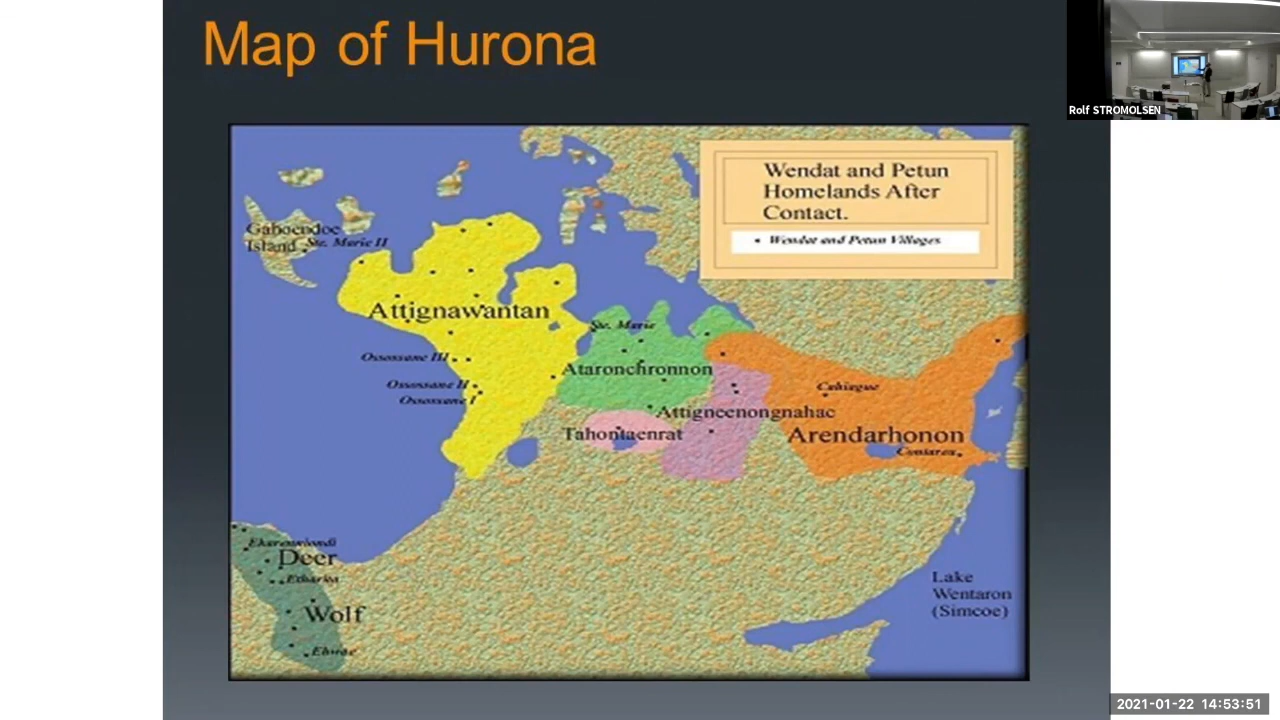 Map of Hurona
Rolf STROMOLSEN
Wendat and Petun
Homelands After
Contact.
Wendat and Petun Villages
Gahoendoe
Island
Ste. Marie II
Attignawantan
Ste. Marie
Ossossane III
Ataronchronnon
Ossossane II
Cahiague
Ossossane I
Attigneenongnahac
Tahontaenrat
Arendarhonon
Contarea
Ekarenniondi
Deer
Etharita
Lake
Wentaron
(Simcoe)
Wolf
Ehwae
2021-01-22 14:53:51